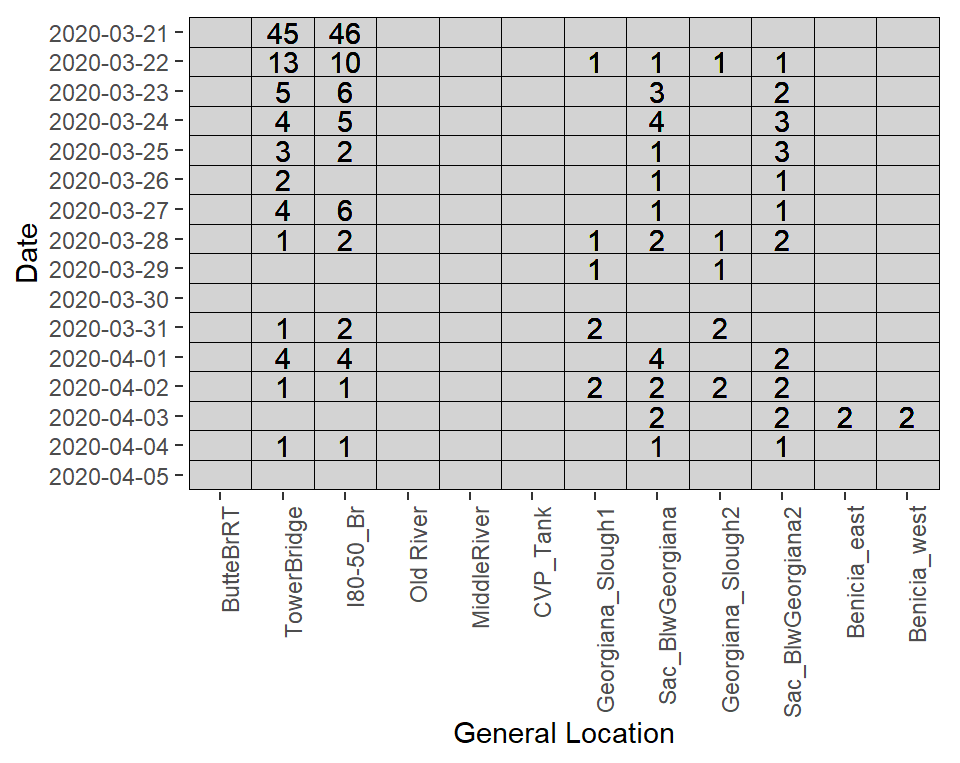 2020-03-21 45 46
2020-03-22 13 10 1 1 1 1
2020-03-23 5 6 3 2
2020-03-24 4 5 4 3
2020-03-25 3 2 1 3
2020-03-26 2 1 1
2020-03-27 4 6 1 1
2020-03-28 1 2 1 2 1 2
2020-03-29 1 1
2020-03-30
2020-03-31 1 2 2 2
2020-04-01 4 4 4 2
2020-04-02 1 1 2 2 2 2
2020-04-03 2 2 2 2
2020-04-04 1 1 1 1
2020-04-05
Date
ButteBrRT
TowerBridge
I80-50_Br
Old River
MiddleRiver
CVP_Tank
Georgiana_Slough1
Sac_BlwGeorgiana
Georgiana_Slough2
Sac_BlwGeorgiana2
Benicia_east
Benicia_west
General Location